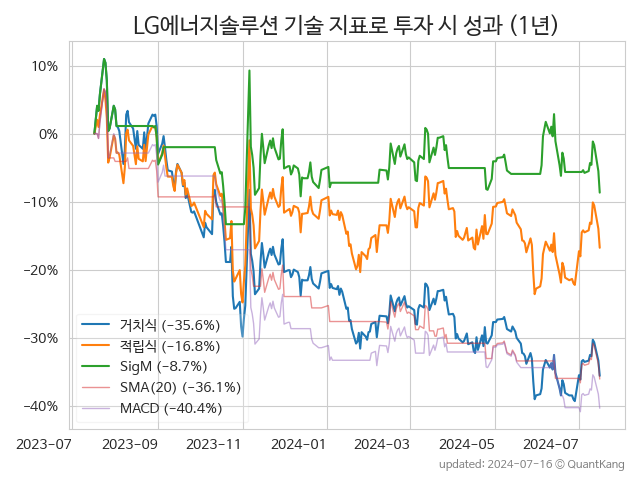 LG에너지솔루션 기술 지표로 투자 시 성과 (1년)
10%
0%
−10%
−20%
−30%
−40%
거치식 (−35.6%)
적립식 (−16.8%)
SigM (−8.7%)
SMA(20) (−36.1%)
MACD (−40.4%)
2023-07 2023-09 2023-11 2024-01 2024-03 2024-05 2024-07
updated: 2024-07-16 © QuantKang